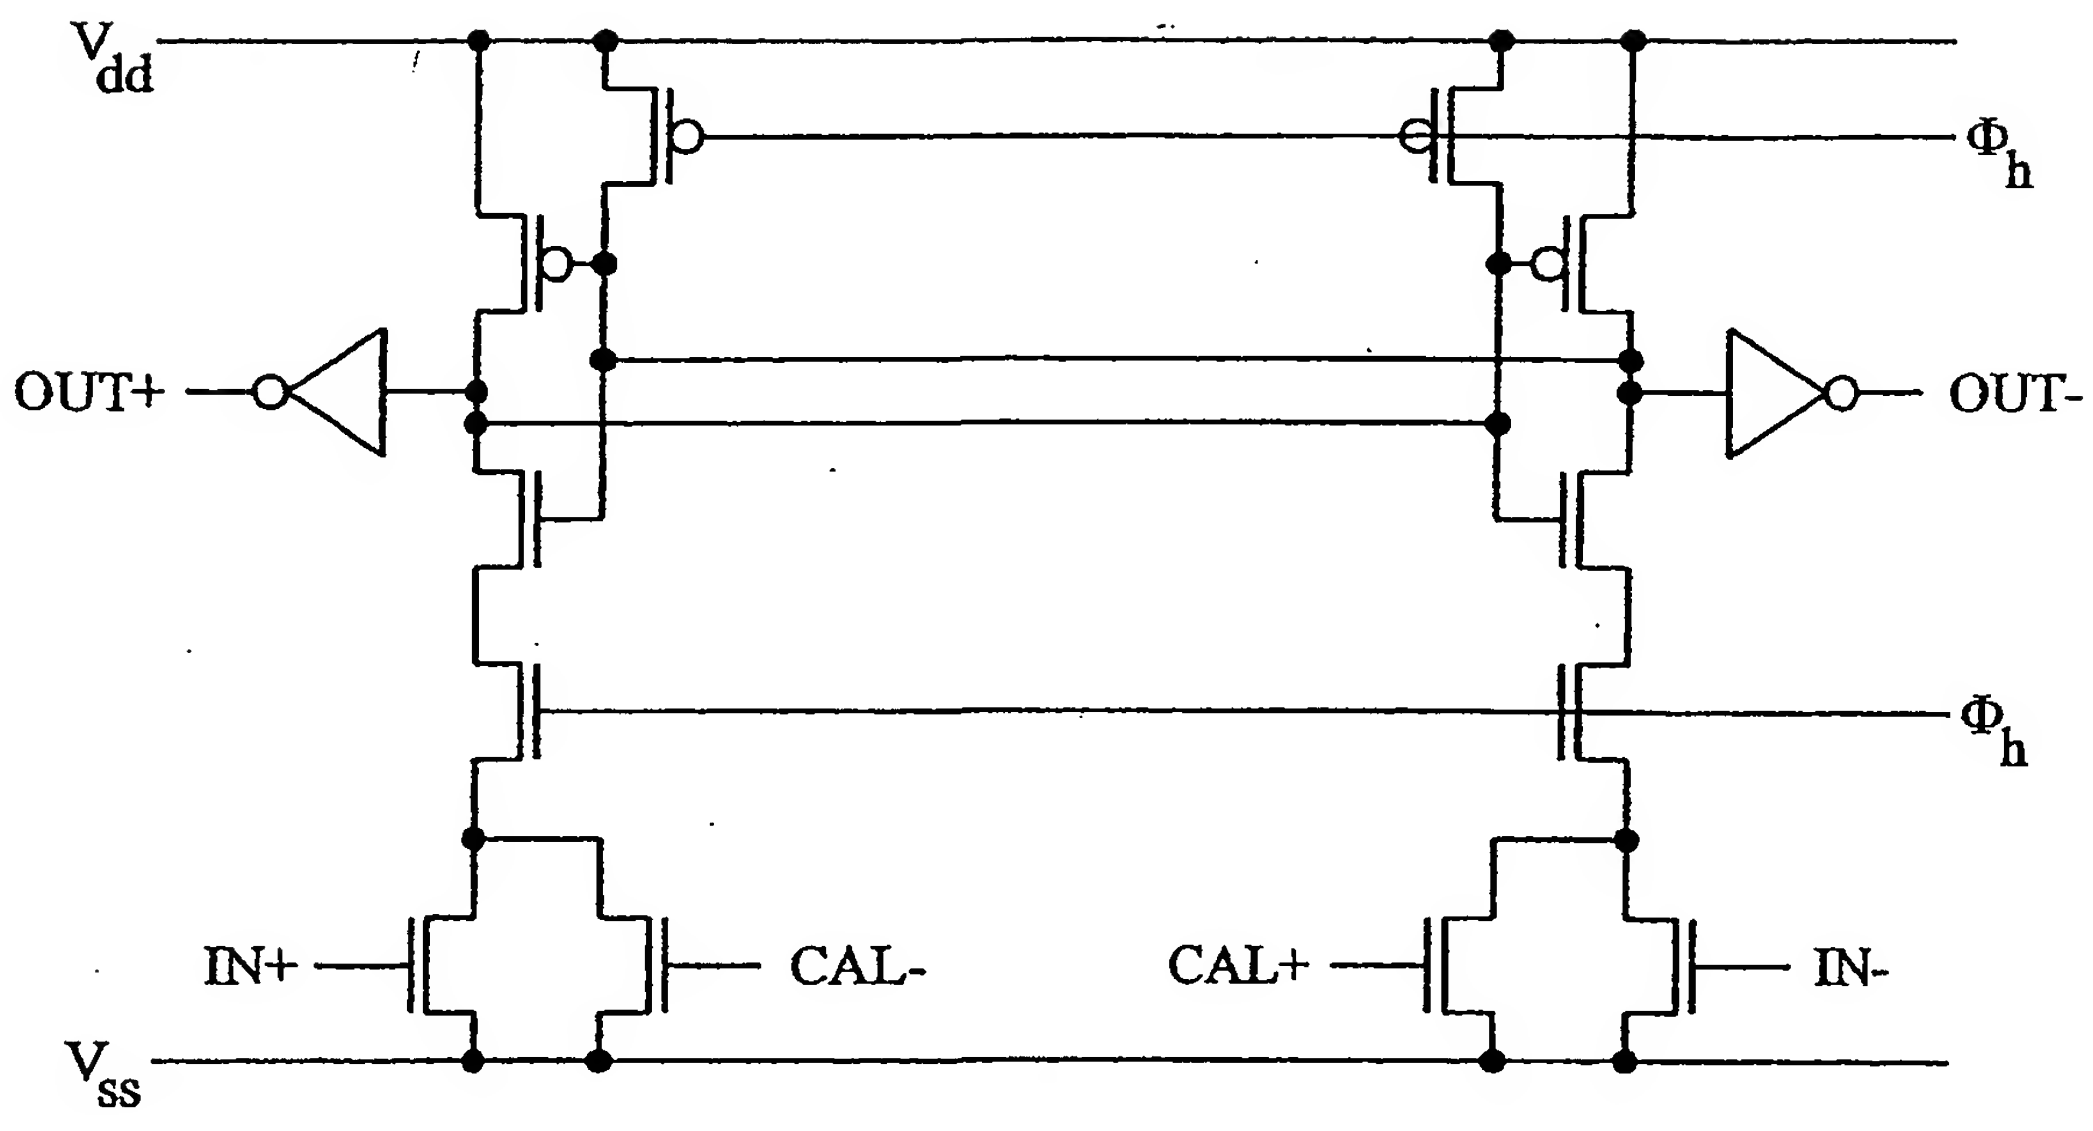 Vdd
Φh
OUT+
OUT-
Φh
IN+
CAL-
CAL+
IN-
Vss